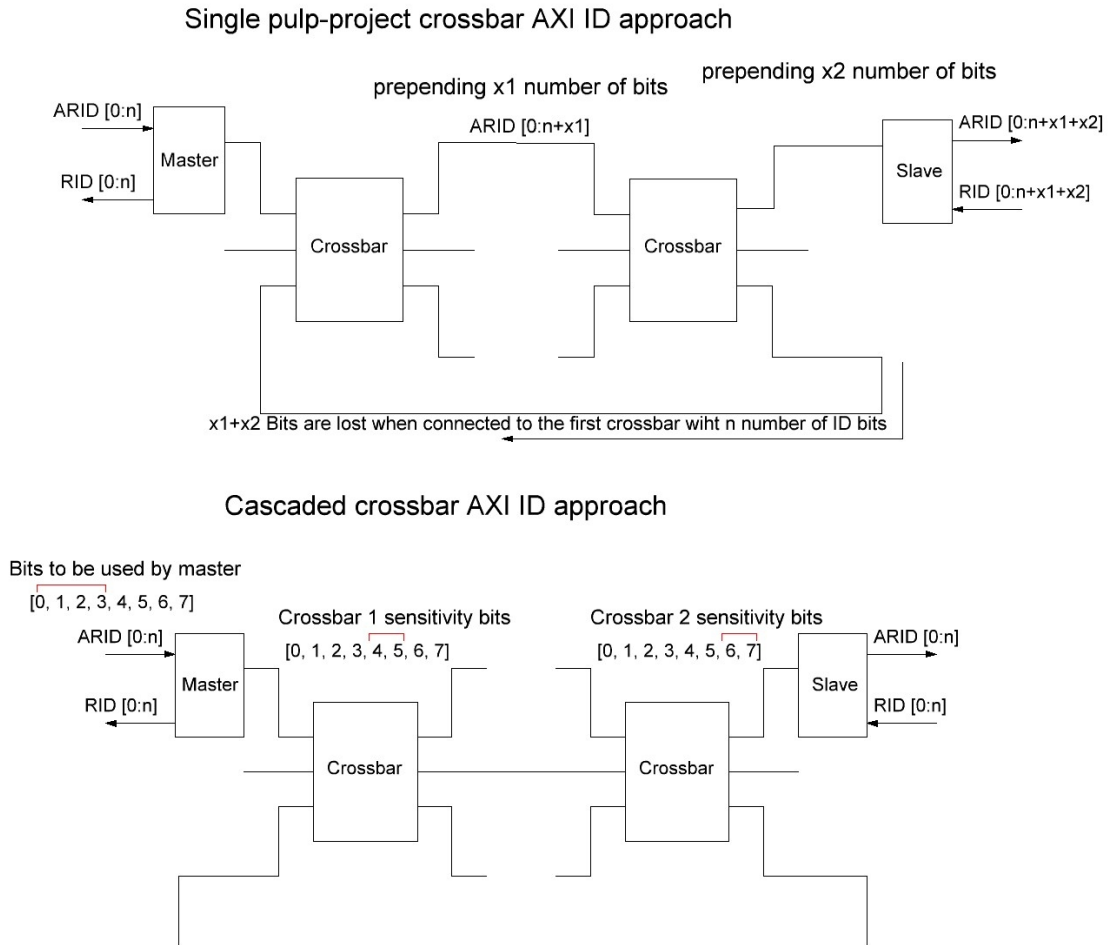 Single pulp-project crossbar AXI ID approach
prepending x1 number of bits
prepending x2 number of bits
ARID [0:n]
ARID [0:n+x1]
ARID [0:n+x1+x2]
Master
Slave
RID [0:n]
RID [0:n+x1+x2]
Crossbar
Crossbar
x1+x2 Bits are lost when connected to the first crossbar wiht n number of ID bits
Cascaded crossbar AXI ID approach
Bits to be used by master
[0, 1, 2, 3, 4, 5, 6, 7]
Crossbar 1 sensitivity bits
[0, 1, 2, 3, 4, 5, 6, 7]
Crossbar 2 sensitivity bits
[0, 1, 2, 3, 4, 5, 6, 7]
ARID [0:n]
ARID [0:n]
Master
Slave
RID [0:n]
RID [0:n]
Crossbar
Crossbar